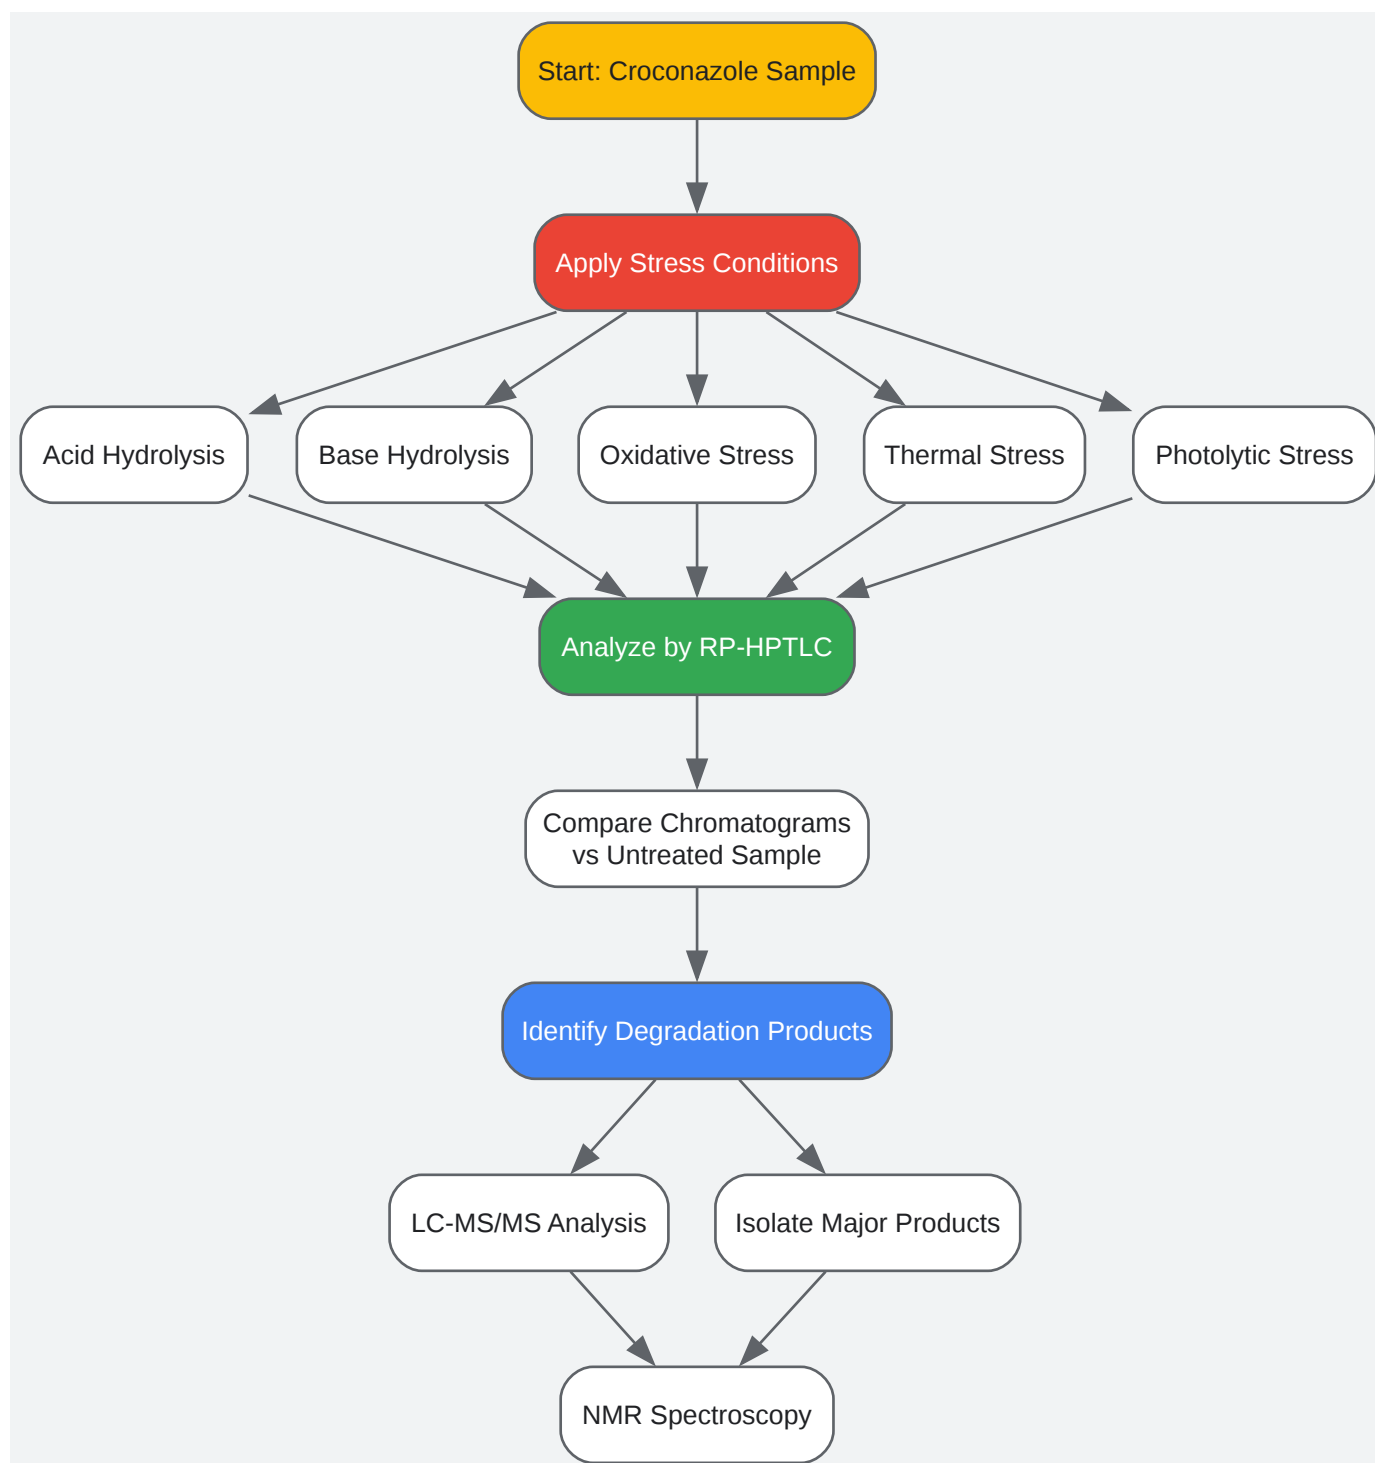 Start: Croconazole Sample
Apply Stress Conditions
Acid Hydrolysis
Base Hydrolysis
Oxidative Stress
Thermal Stress
Photolytic Stress
Analyze by RP-HPTLC
Compare Chromatograms
vs Untreated Sample
Identify Degradation Products
LC-MS/MS Analysis
Isolate Major Products
NMR Spectroscopy